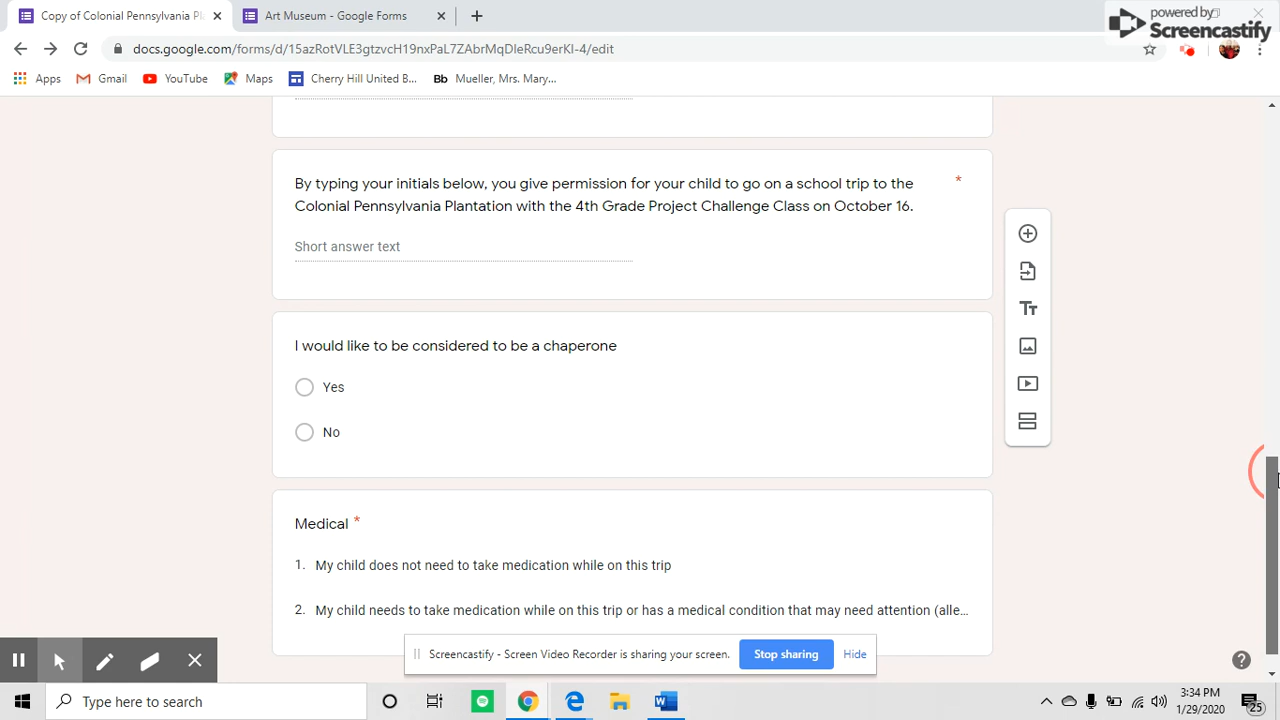 Copy of Colonial Pennsylvania Pla
Art Museum - Google Forms
powered by
Screencastify
docs.google.com/forms/d/15azRotVLE3gtzvcH19nxPaL7ZAbrMqDIeRcu9erKI-4/edit
Apps
Gmail
YouTube
Maps
Cherry Hill United B...
Bb Mueller, Mrs. Mary...
By typing your initials below, you give permission for your child to go on a school trip to the *
Colonial Pennsylvania Plantation with the 4th Grade Project Challenge Class on October 16.
Short answer text
I would like to be considered to be a chaperone
Yes
No
Medical *
1. My child does not need to take medication while on this trip
2. My child needs to take medication while on this trip or has a medical condition that may need attention (alle...
Screencastify - Screen Video Recorder is sharing your screen.
Stop sharing
Hide
Type here to search
3:34 PM
1/29/2020
25